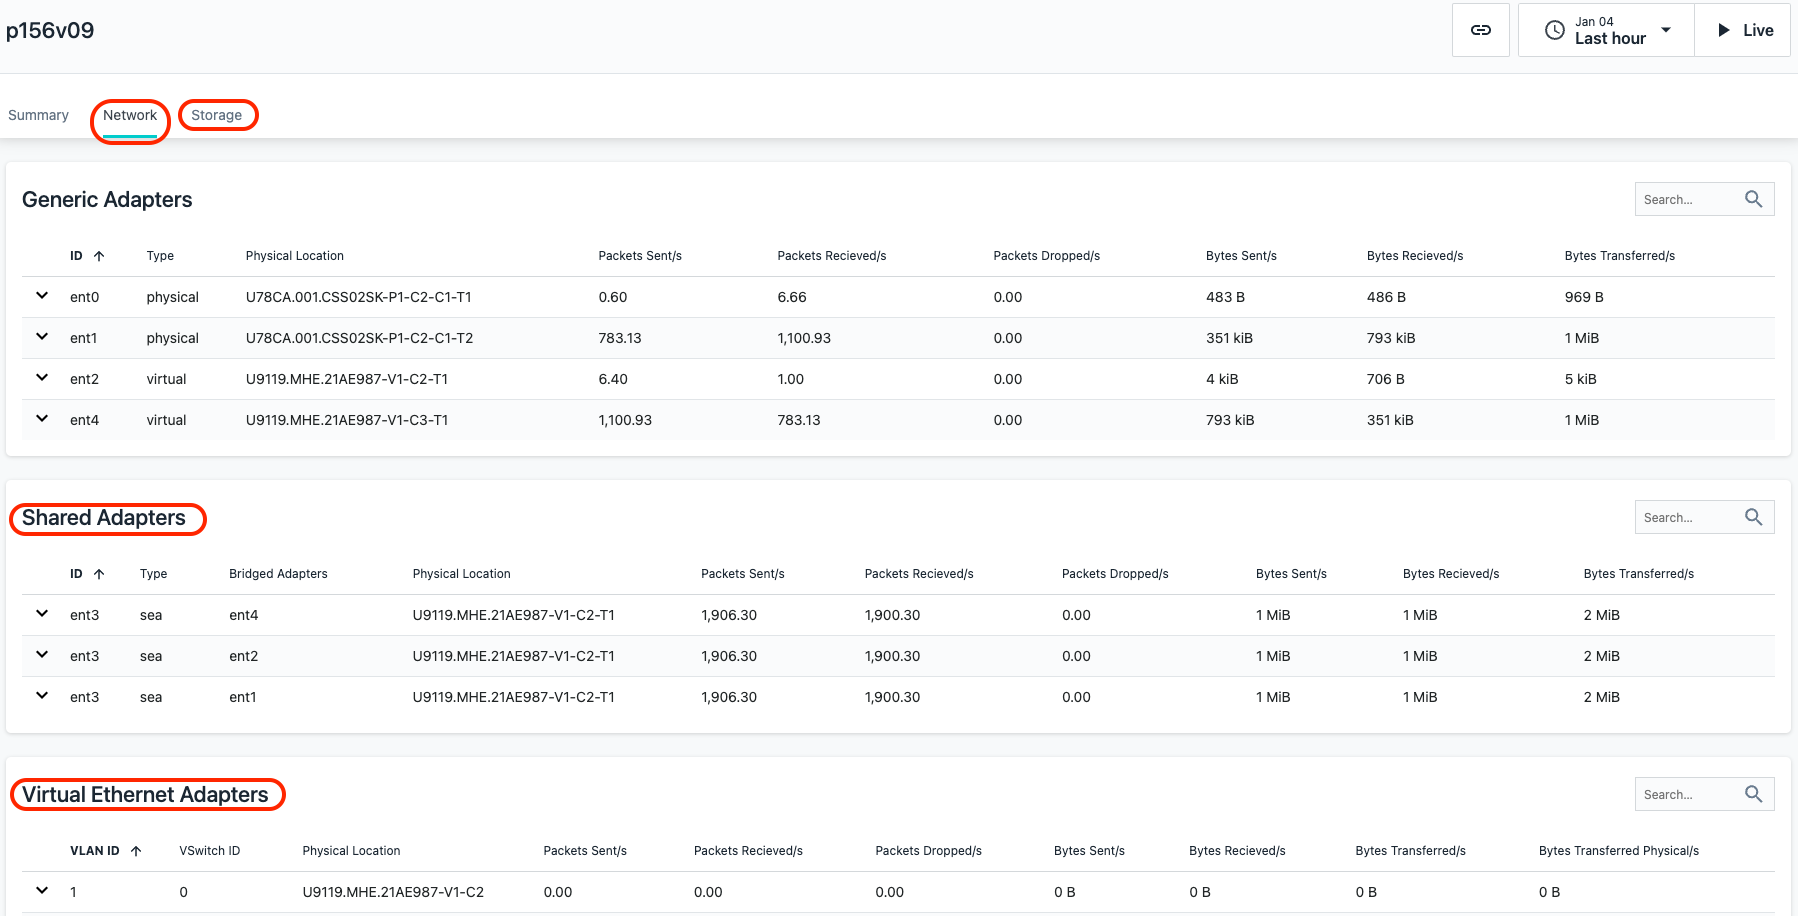 p156v09
Jan 04
Last hour
Live
Summary Network Storage
Generic Adapters
Search...
ID Type Physical Location Packets Sent/s Packets Recieved/s Packets Dropped/s Bytes Sent/s Bytes Recieved/s Bytes Transferred/s
ent0 physical U78CA.001.CSS02SK-P1-C2-C1-T1 0.60 6.66 0.00 483 B 486 B 969 B
ent1 physical U78CA.001.CSS02SK-P1-C2-C1-T2 783.13 1,100.93 0.00 351 kiB 793 kiB 1 MiB
ent2 virtual U9119.MHE.21AE987-V1-C2-T1 6.40 1.00 0.00 4 kiB 706 B 5 kiB
ent4 virtual U9119.MHE.21AE987-V1-C3-T1 1,100.93 783.13 0.00 793 kiB 351 kiB 1 MiB
Shared Adapters
Search...
ID Type Bridged Adapters Physical Location Packets Sent/s Packets Recieved/s Packets Dropped/s Bytes Sent/s Bytes Recieved/s Bytes Transferred/s
ent3 sea ent4 U9119.MHE.21AE987-V1-C2-T1 1,906.30 1,900.30 0.00 1 MiB 1 MiB 2 MiB
ent3 sea ent2 U9119.MHE.21AE987-V1-C2-T1 1,906.30 1,900.30 0.00 1 MiB 1 MiB 2 MiB
ent3 sea ent1 U9119.MHE.21AE987-V1-C2-T1 1,906.30 1,900.30 0.00 1 MiB 1 MiB 2 MiB
Virtual Ethernet Adapters
Search...
VLAN ID VSwitch ID Physical Location Packets Sent/s Packets Recieved/s Packets Dropped/s Bytes Sent/s Bytes Recieved/s Bytes Transferred/s Bytes Transferred Physical/s
1 0 U9119.MHE.21AE987-V1-C2 0.00 0.00 0.00 0 B 0 B 0 B 0 B